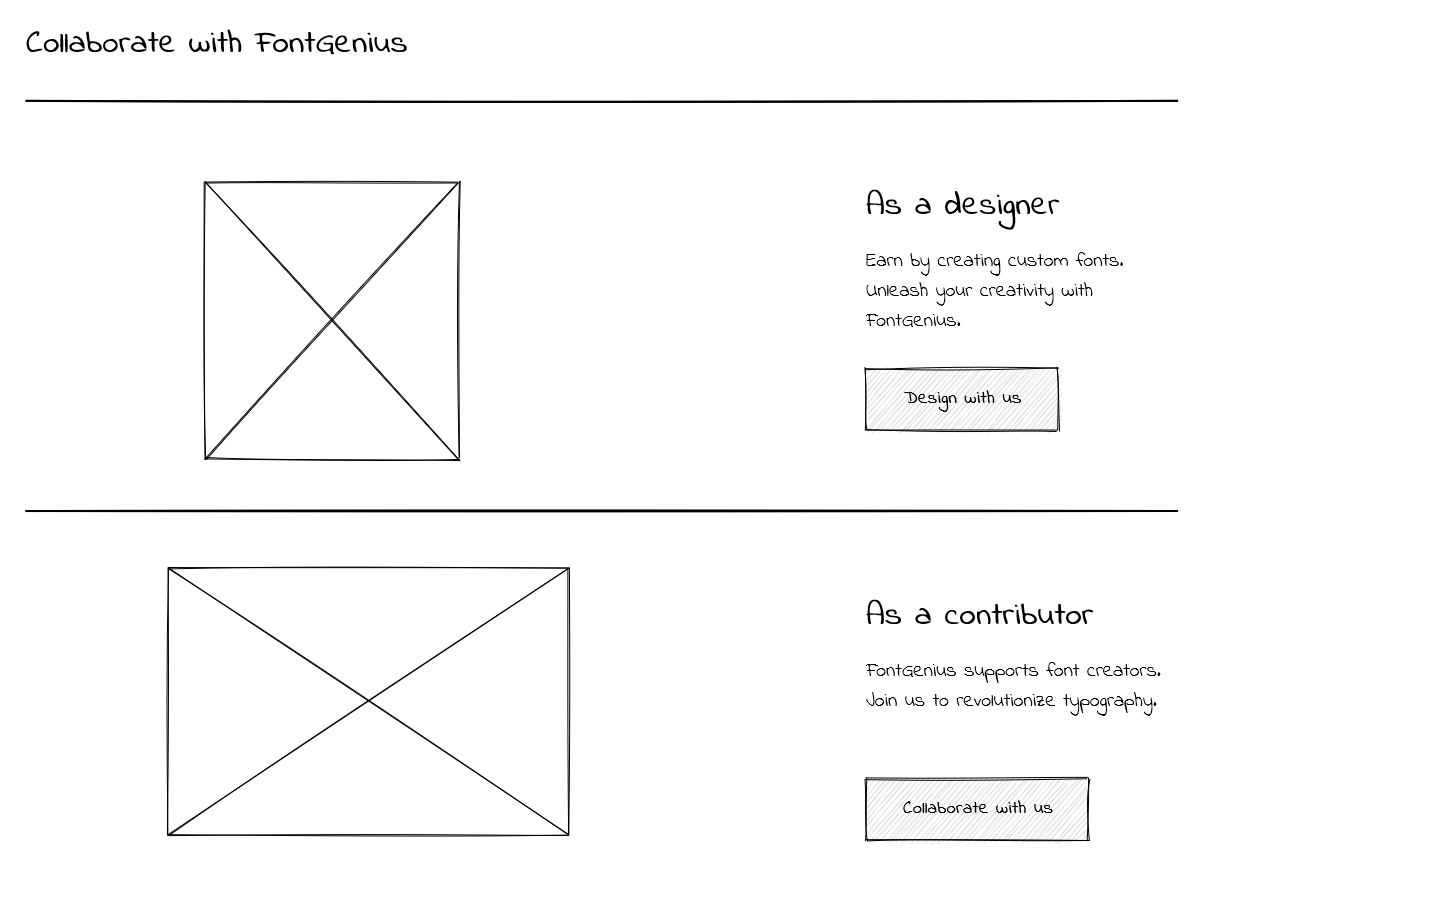 Collaborate with FontGenius
As a designer
Earn by creating custom fonts.
Unleash your creativity with
FontGenius.
Design with us
As a contributor
FontGenius supports font creators.
Join us to revolutionize typography.
Collaborate with us